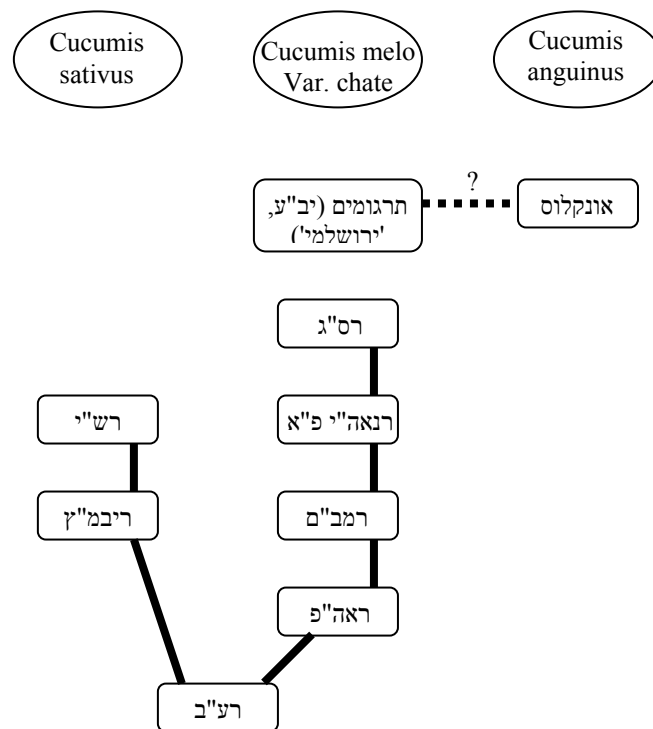 Cucumis
sativus
Cucumis melo
Var. chate
Cucumis
anguinus
?
תרגומים (יב"ע,
'ירושלמי')
אונקלוס
רס"ג
רש"י
רנאה"י פ"א
ריבמ"ץ
רמב"ם
ראה"פ
רע"ב